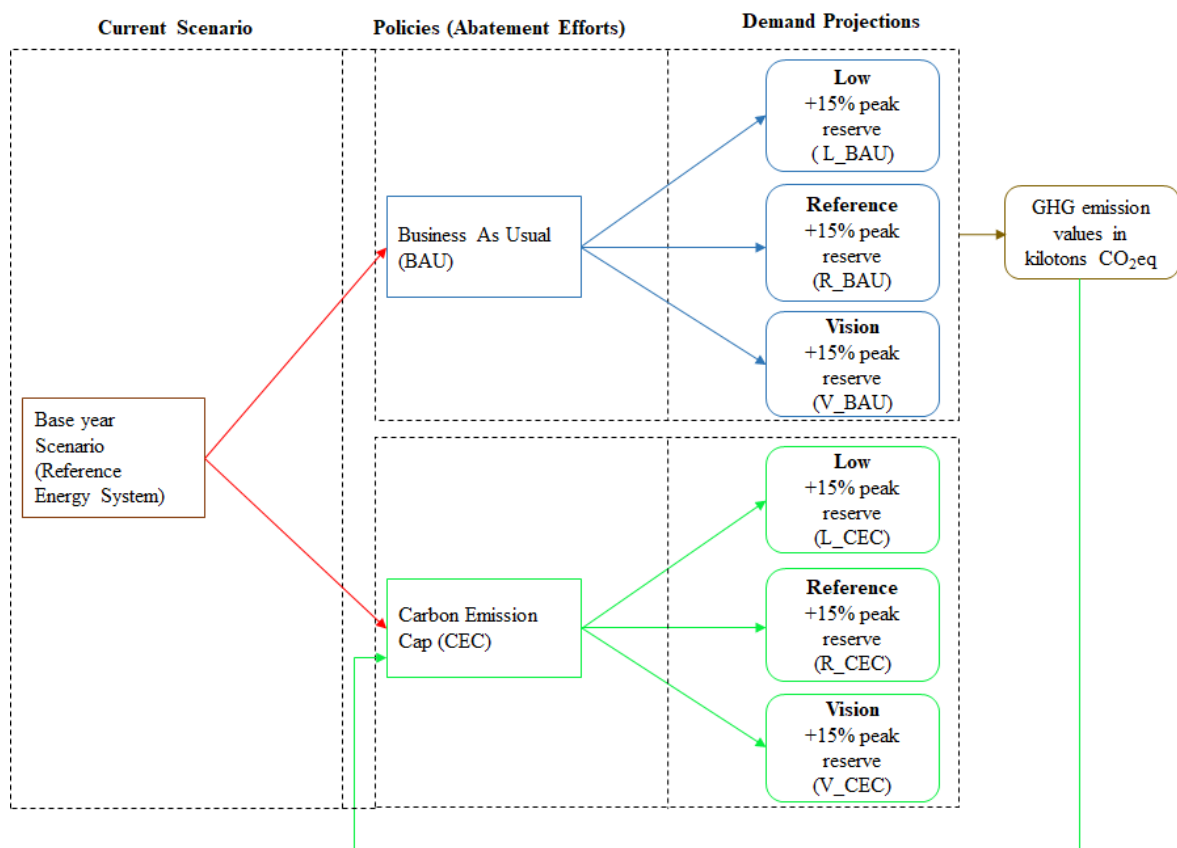 Current Scenario
Policies (Abatement Efforts)
Demand Projections
Low
+15% peak
reserve
( L_BAU)
Reference
+15% peak
reserve
(R_BAU)
Vision
+15% peak
reserve
(V_BAU)
Business As Usual
(BAU)
GHG emission
values in
kilotons CO₂eq
Base year
Scenario
(Reference
Energy System)
Low
+15% peak
reserve
(L_CEC)
Reference
+15% peak
reserve
(R_CEC)
Vision
+15% peak
reserve
(V_CEC)
Carbon Emission
Cap (CEC)